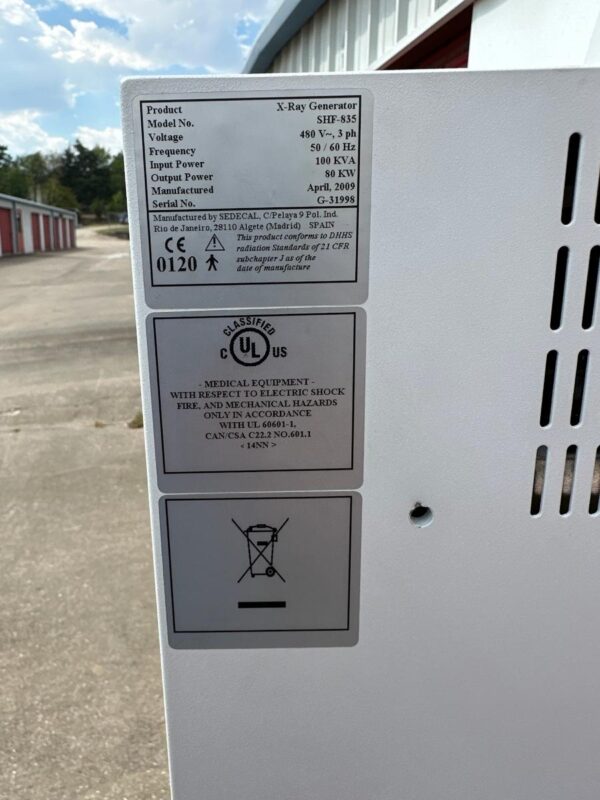 Product X-Ray Generator
Model No. SHF-835
Voltage 480 V~, 3 ph
Frequency 50 / 60 Hz
Input Power 100 KVA
Output Power 80 KW
Manufactured April, 2009
Serial No. G-31998
Manufactured by SEDECAL, C/Pelaya 9 Pol. Ind.
Rio de Janeiro, 28110 Algete (Madrid) SPAIN
CE
0120
This product conforms to DHHS
radiation Standards of 21 CFR
subchapter J as of the
date of manufacture
CLASSIFIED
C UL US
- MEDICAL EQUIPMENT -
WITH RESPECT TO ELECTRIC SHOCK
FIRE, AND MECHANICAL HAZARDS
ONLY IN ACCORDANCE
WITH UL 60601-1,
CAN/CSA C22.2 NO.601.1
< 14NN >